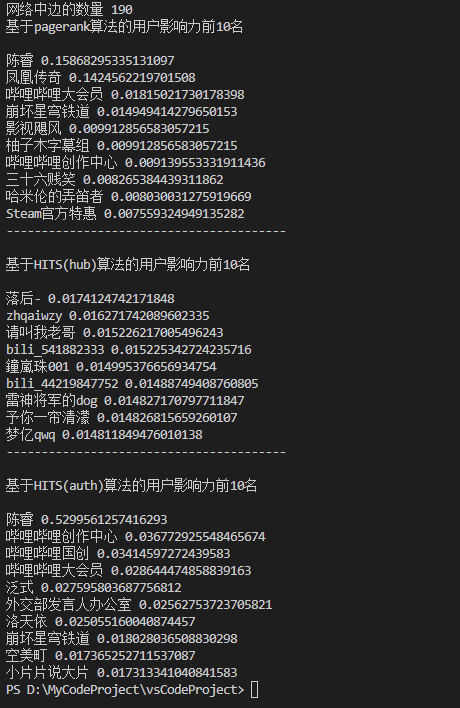 网络中边的数量 190
基于pagerank算法的用户影响力前10名
陈睿 0.15868295335131097
凤凰传奇 0.1424562219701508
哔哩哔哩大会员 0.01815021730178398
崩坏星穹铁道 0.014949414279650153
影视飓风 0.009912856583057215
柚子木字幕组 0.009912856583057215
哔哩哔哩创作中心 0.009139553331911436
三十六贱笑 0.008265384439311862
哈米伦的弄笛者 0.008030031275919669
Steam官方特惠 0.007559324949135282
----------------------------------------
基于HITS(hub)算法的用户影响力前10名
落后- 0.0174124742171848
zhqaiwzy 0.016271742089602335
请叫我老哥 0.015226217005496243
bili_541882333 0.015225342724235716
鐘嵐珠001 0.014995376656934754
bili_44219847752 0.01488749408760805
雷神将军的dog 0.014827170797711847
予你一帘清濛 0.014826815659260107
梦亿qwq 0.014811849476010138
----------------------------------------
基于HITS(auth)算法的用户影响力前10名
陈睿 0.5299561257416293
哔哩哔哩创作中心 0.036772925548465674
哔哩哔哩国创 0.03414597272439583
哔哩哔哩大会员 0.028644474858839163
泛式 0.027595803687756812
外交部发言人办公室 0.02562753723705821
洛天依 0.025055160040874457
崩坏星穹铁道 0.018028036508830298
空美町 0.017365252711537087
小片片说大片 0.017313341040841583
PS D:\MyCodeProject\vsCodeProject>